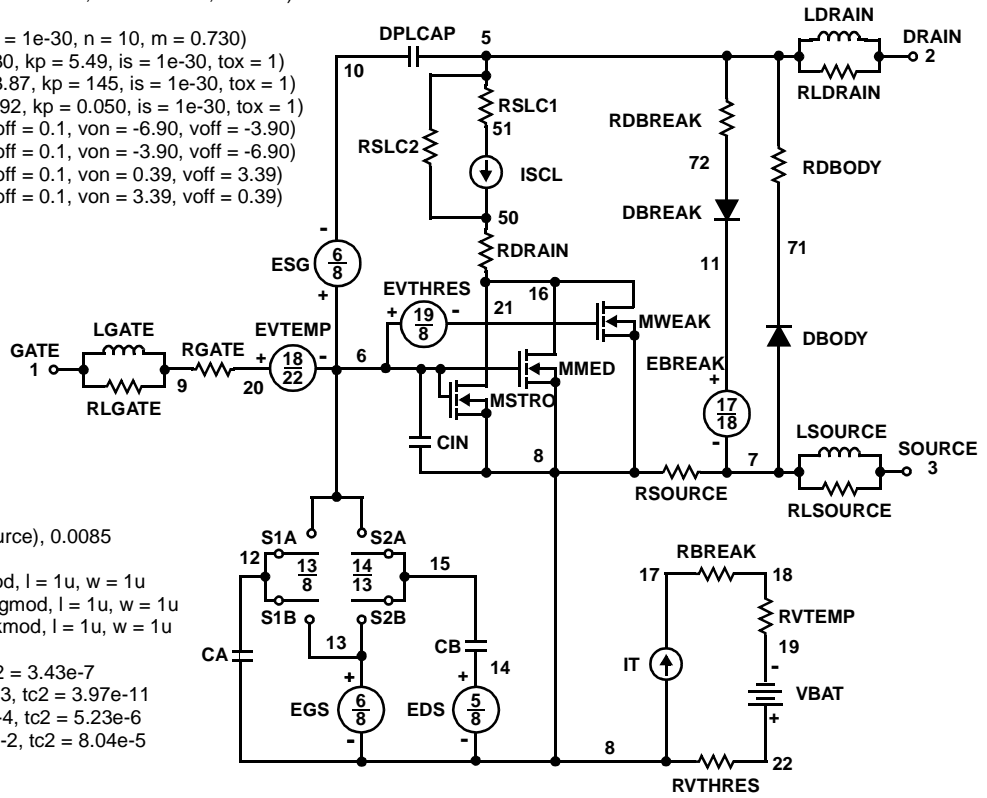 = 1e-30, n = 10, m = 0.730)
30, kp = 5.49, is = 1e-30, tox = 1)
3.87, kp = 145, is = 1e-30, tox = 1)
92, kp = 0.050, is = 1e-30, tox = 1)
off = 0.1, von = -6.90, voff = -3.90)
off = 0.1, von = -3.90, voff = -6.90)
off = 0.1, von = 0.39, voff = 3.39)
off = 0.1, von = 3.39, voff = 0.39)
LDRAIN
DPLCAP
5
DRAIN
2
10
RLDRAIN
RSLC1
51
RDBREAK
RSLC2
72
RDBODY
ISCL
DBREAK
50
71
RDRAIN
-
ESG
6
8
+
11
EVTHRES
+
19
8
-
16
21
MWEAK
LGATE
GATE
1
RGATE
EVTEMP
+
18
22
-
6
MMED
EBREAK
+
DBODY
9
20
RLGATE
MSTRO
17
18
-
CIN
8
LSOURCE
7
SOURCE
3
RSOURCE
RLSOURCE
urce), 0.0085
S1A
S2A
12
13
8
14
13
15
RBREAK
17
18
od, l = 1u, w = 1u
gmod, l = 1u, w = 1u
kmod, l = 1u, w = 1u
S1B
S2B
RVTEMP
13
CB
19
CA
IT
-
2 = 3.43e-7
3, tc2 = 3.97e-11
-4, tc2 = 5.23e-6
-2, tc2 = 8.04e-5
+
14
+
VBAT
EGS
6
8
EDS
5
8
+
-
-
8
22
RVTHRES